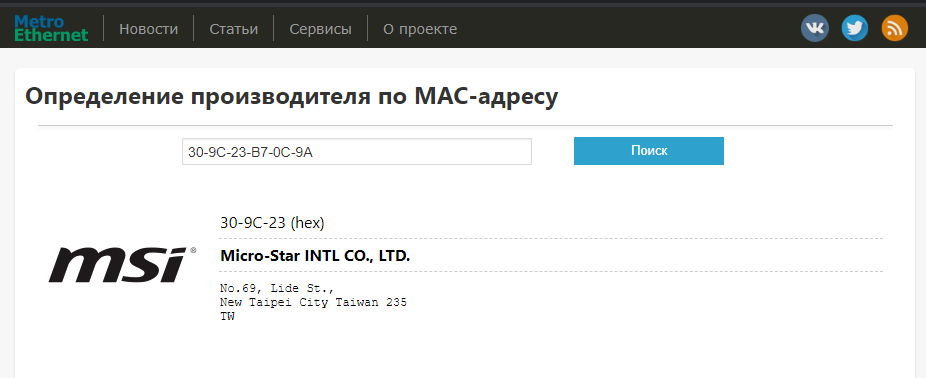 Metro
Ethernet
Новости
Статьи
Сервисы
О проекте
Определение производителя по MAC-адресу
30-9C-23-B7-0C-9A
Поиск
30-9C-23 (hex)
msi®
Micro-Star INTL CO., LTD.
No.69, Lide St.,
New Taipei City Taiwan 235
TW